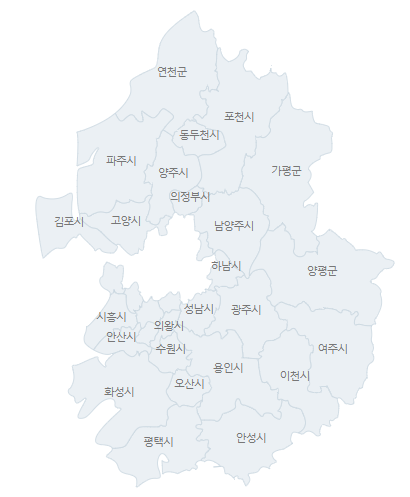 연천군
포천시
동두천시
파주시
양주시
가평군
의정부시
김포시
고양시
남양주시
하남시
양평군
성남시
광주시
시흥시
의왕시
안산시
수원시
여주시
용인시
이천시
오산시
화성시
평택시
안성시